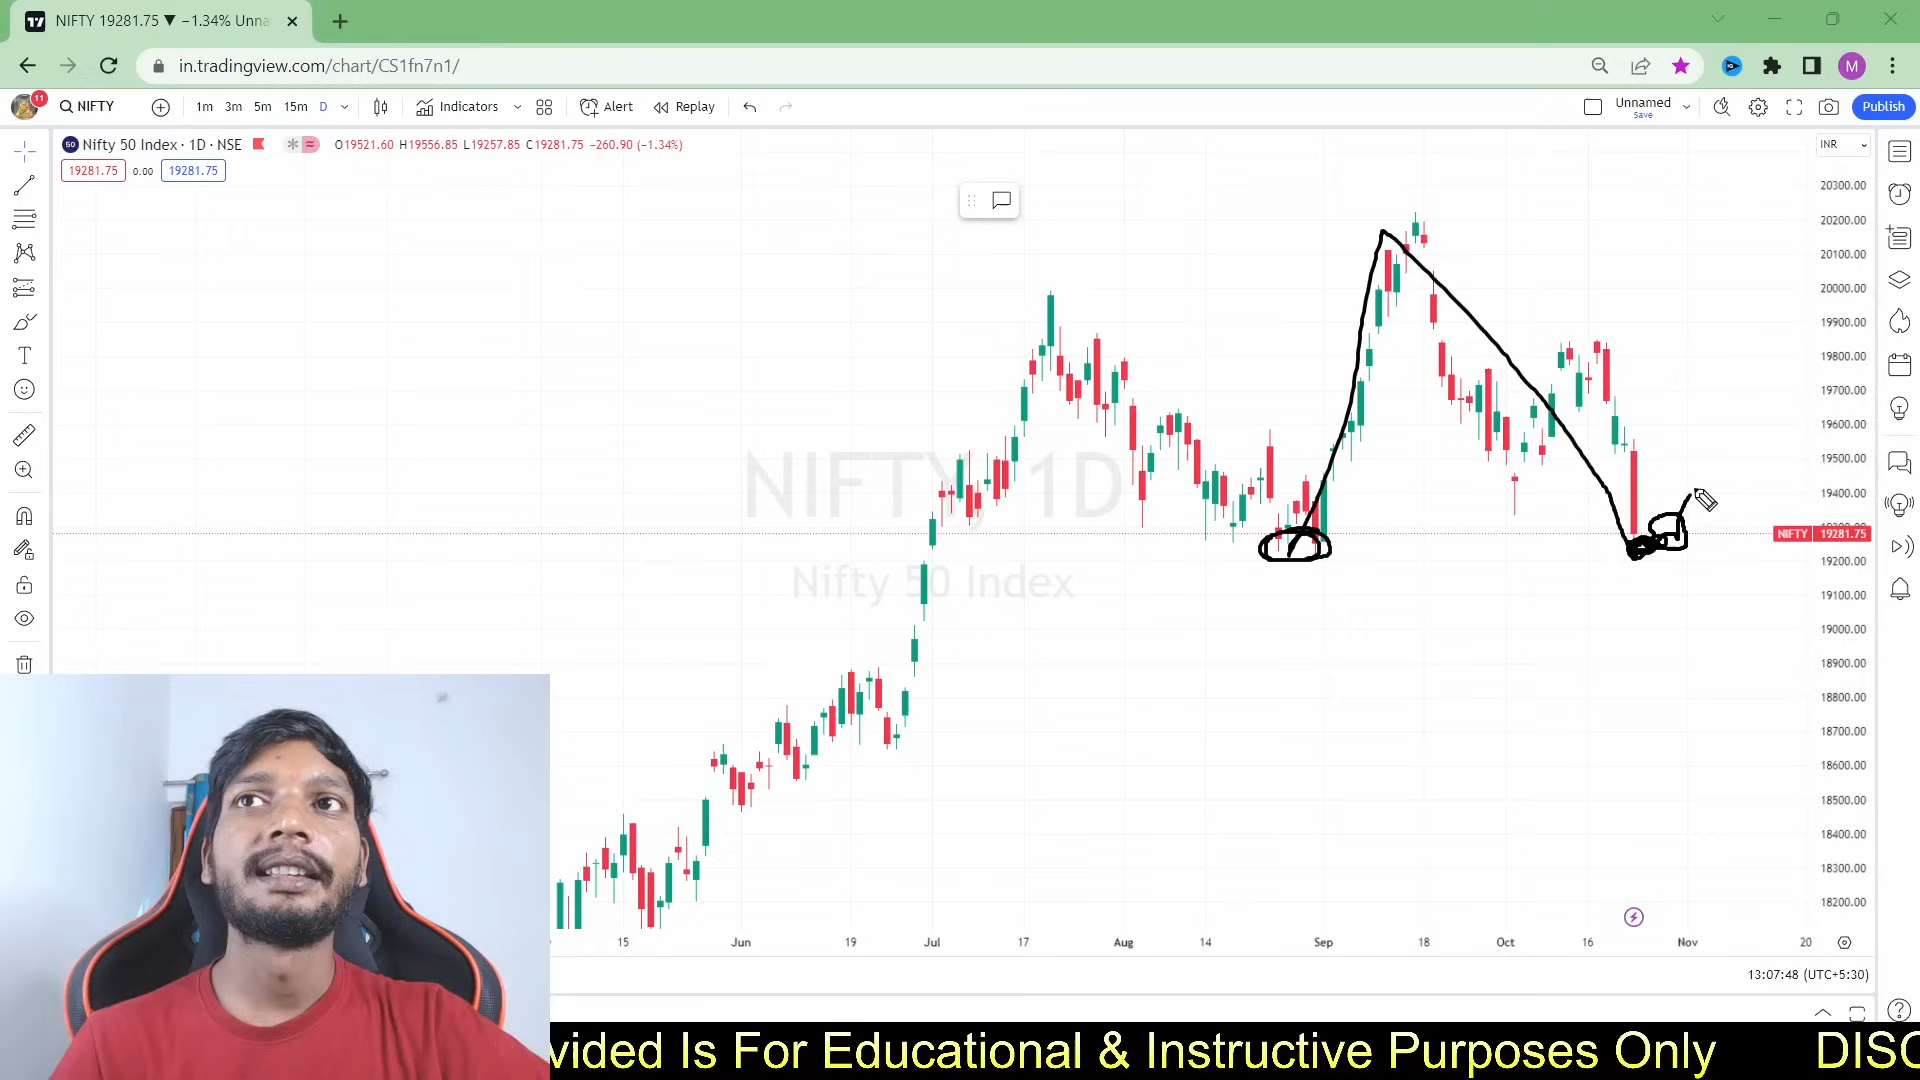 NIFTY 19281.75 ▼ −1.34% Unna
in.tradingview.com/chart/CS1fn7n1/
M
11
NIFTY
1m 3m 5m 15m D
Indicators
Alert
Replay
Unnamed
Save
Publish
50 Nifty 50 Index · 1D · NSE
O19521.60 H19556.85 L19257.85 C19281.75 −260.90 (−1.34%)
INR
19281.75 0.00 19281.75
20300.00
20200.00
20100.00
20000.00
19900.00
19800.00
19700.00
19600.00
19500.00
19400.00
19300.00
NIFTY 19281.75
19200.00
19100.00
19000.00
18900.00
18800.00
18700.00
18600.00
18500.00
18400.00
18300.00
18200.00
NIFTY, 1D
Nifty 50 Index
15 Jun 19 Jul 17 Aug 14 Sep 18 Oct 16 Nov 20
13:07:48 (UTC+5:30)
vided Is For Educational & Instructive Purposes Only DISC